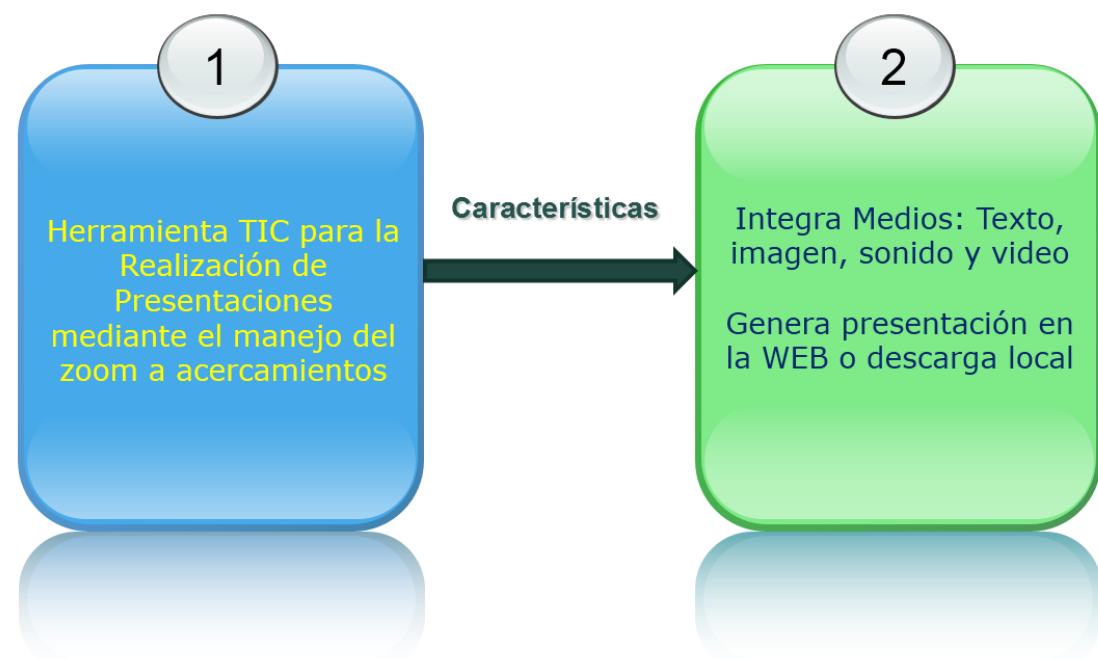 1
Herramienta TIC para la
Realización de
Presentaciones
mediante el manejo del
zoom a acercamientos
Características
2
Integra Medios: Texto,
imagen, sonido y video
Genera presentación en
la WEB o descarga local